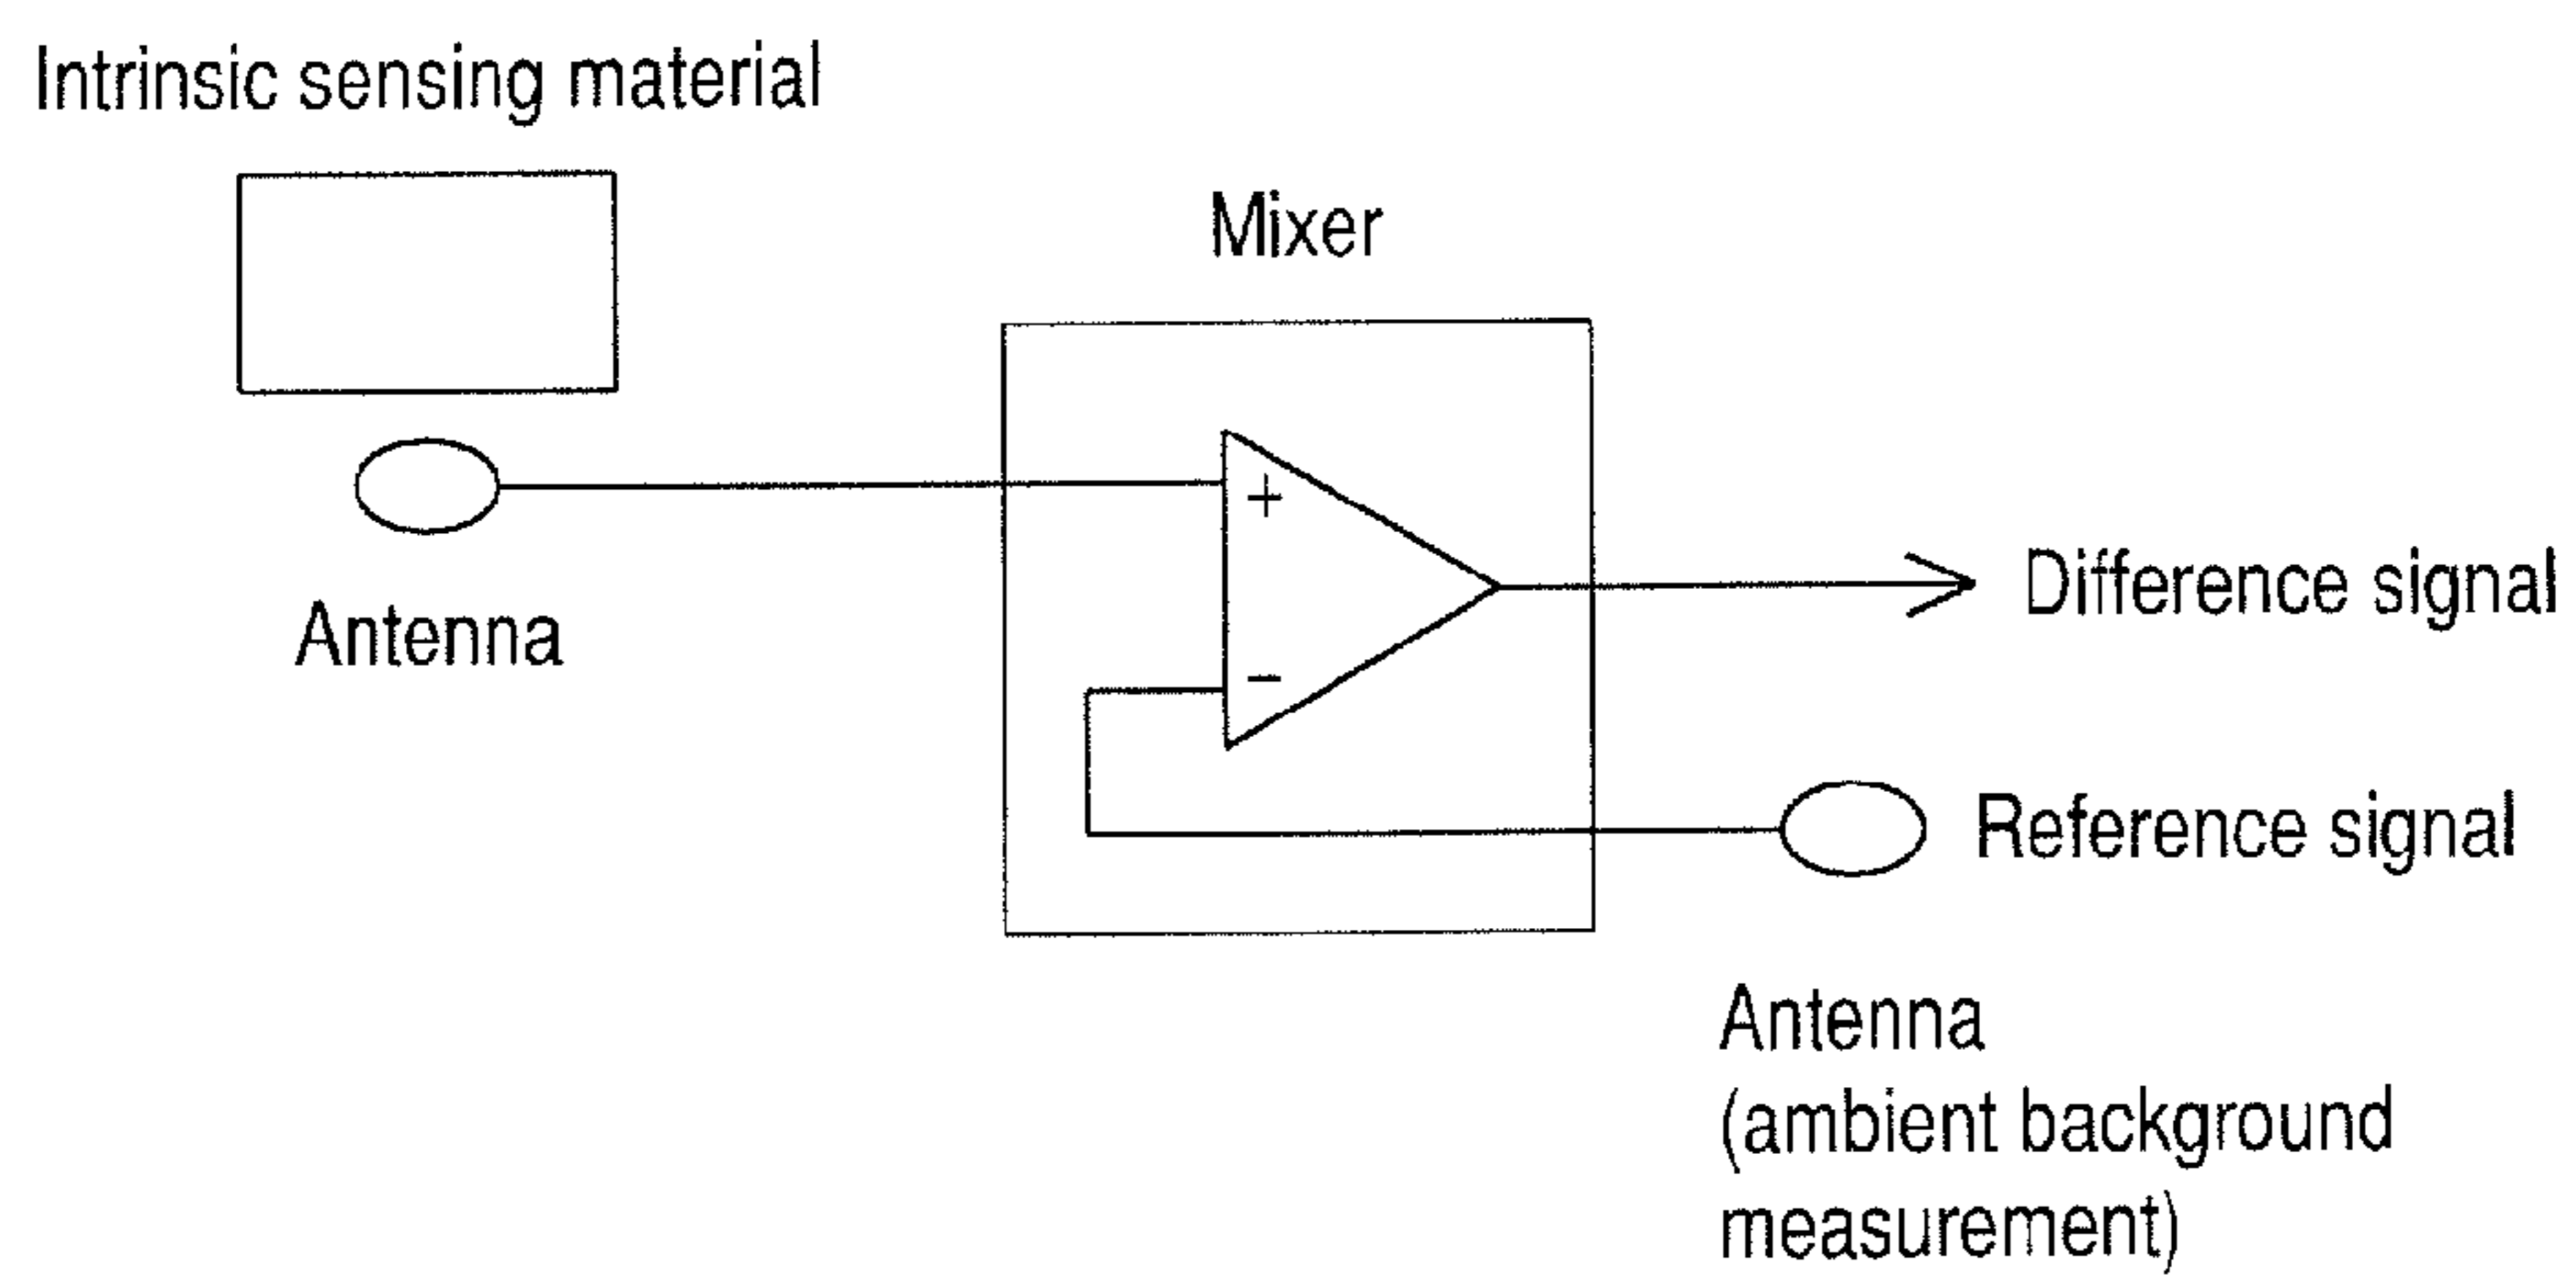 Intrinsic sensing material
Mixer
+
Antenna
Difference signal
−
Reference signal
Antenna
(ambient background
measurement)